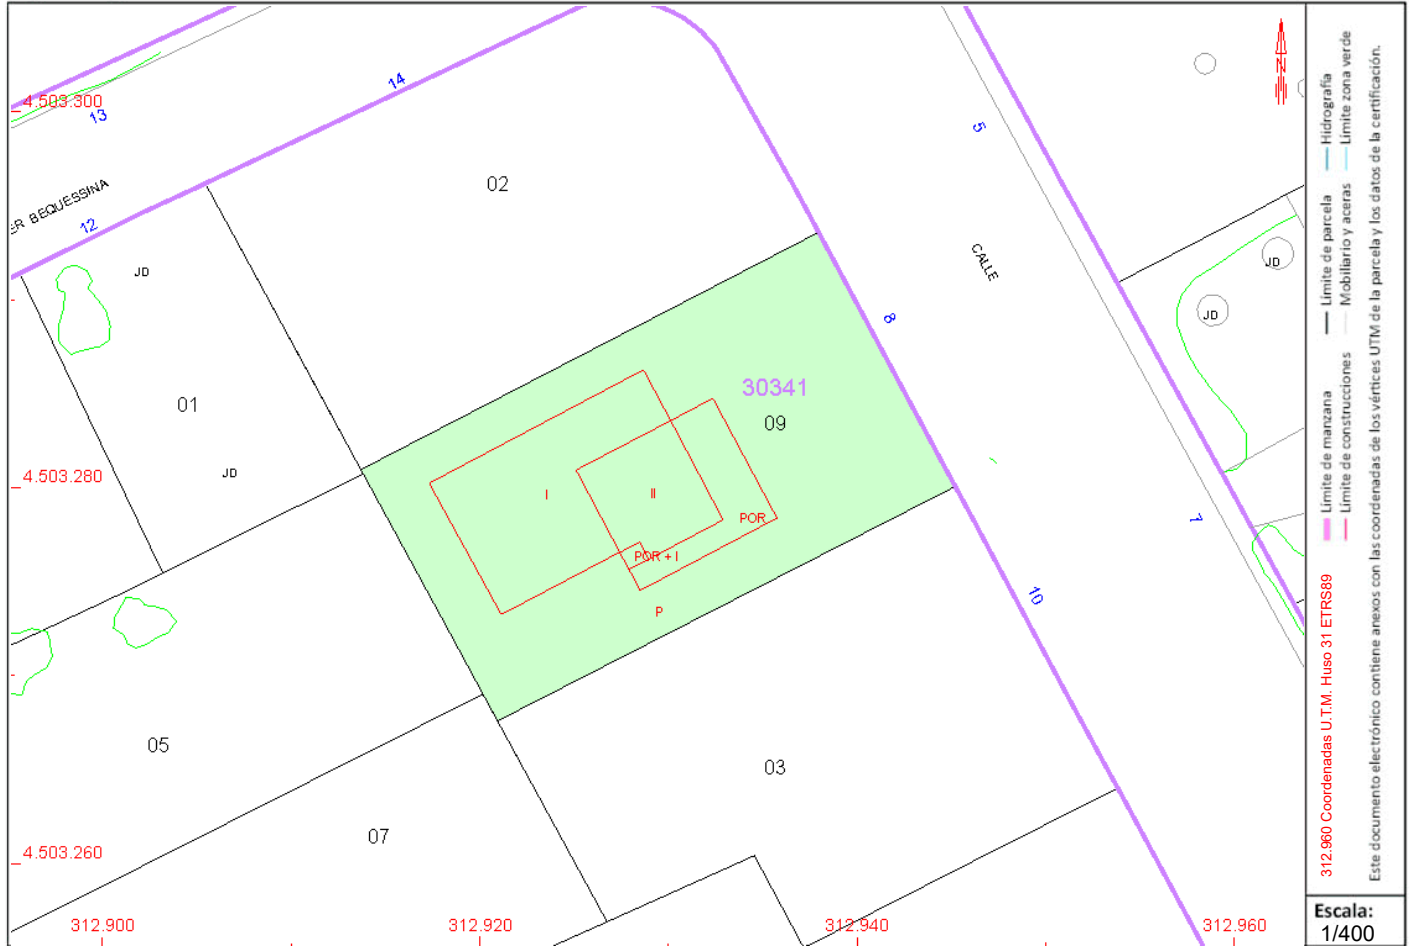 4.503.300
13
14
5
N
ER BEQUESSINA
12
02
JD
CALLE
JD
JD
8
30341
09
01
JD
4.503.280
I
II
POR
POR + I
P
7
10
05
03
07
4.503.260
312.900
312.920
312.940
312.960
Límite de manzana
Límite de parcela
Hidrografía
Límite de construcciones
Mobiliario y aceras
Límite zona verde
312.960 Coordenadas U.T.M. Huso 31 ETRS89
Este documento electrónico contiene anexos con las coordenadas de los vértices UTM de la parcela y los datos de la certificación.
Escala:
1/400